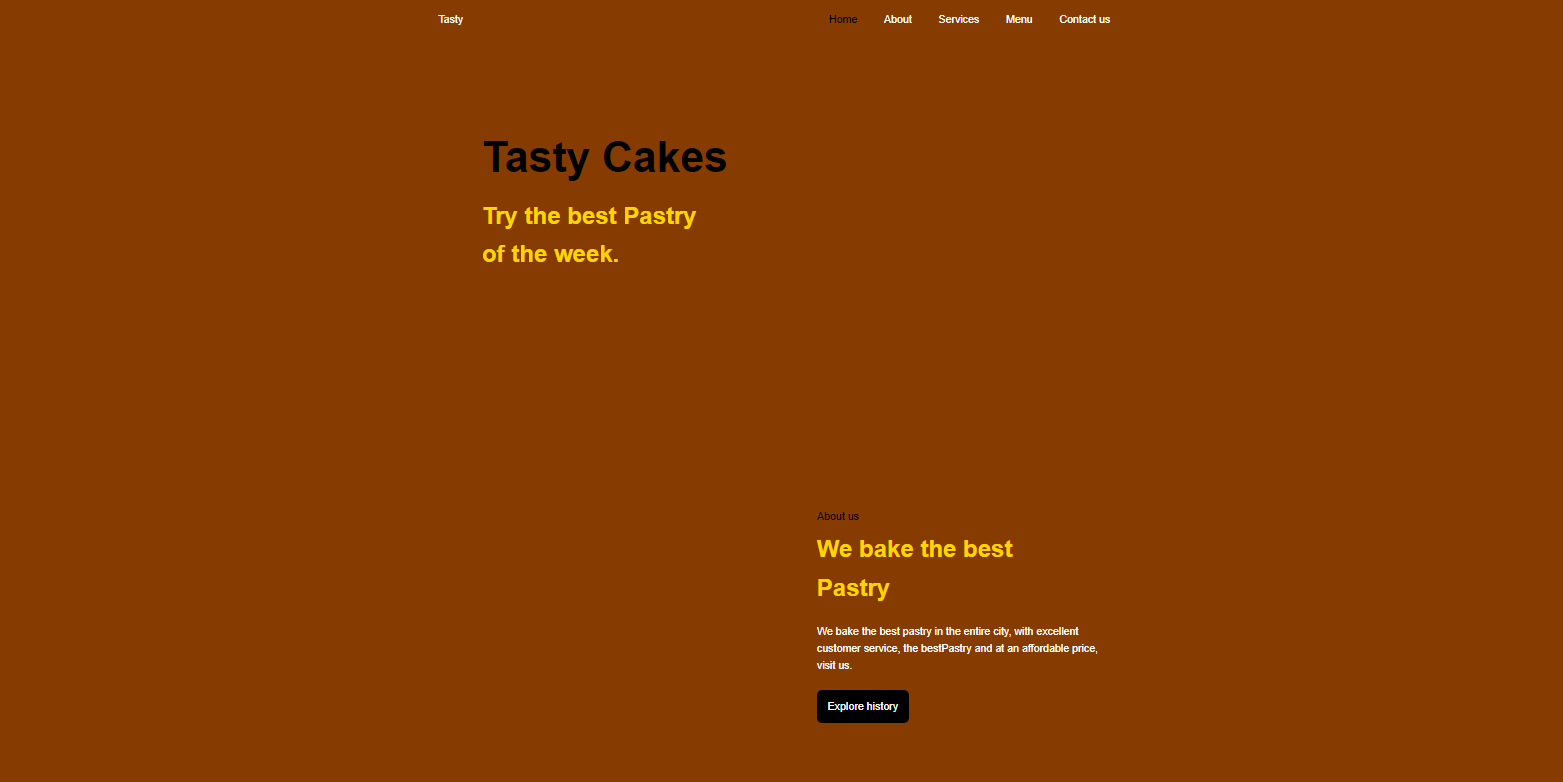 Tasty
Home About Services Menu Contact us
Tasty Cakes
Try the best Pastry
of the week.
About us
We bake the best
Pastry
We bake the best pastry in the entire city, with excellent
customer service, the bestPastry and at an affordable price,
visit us.
Explore history